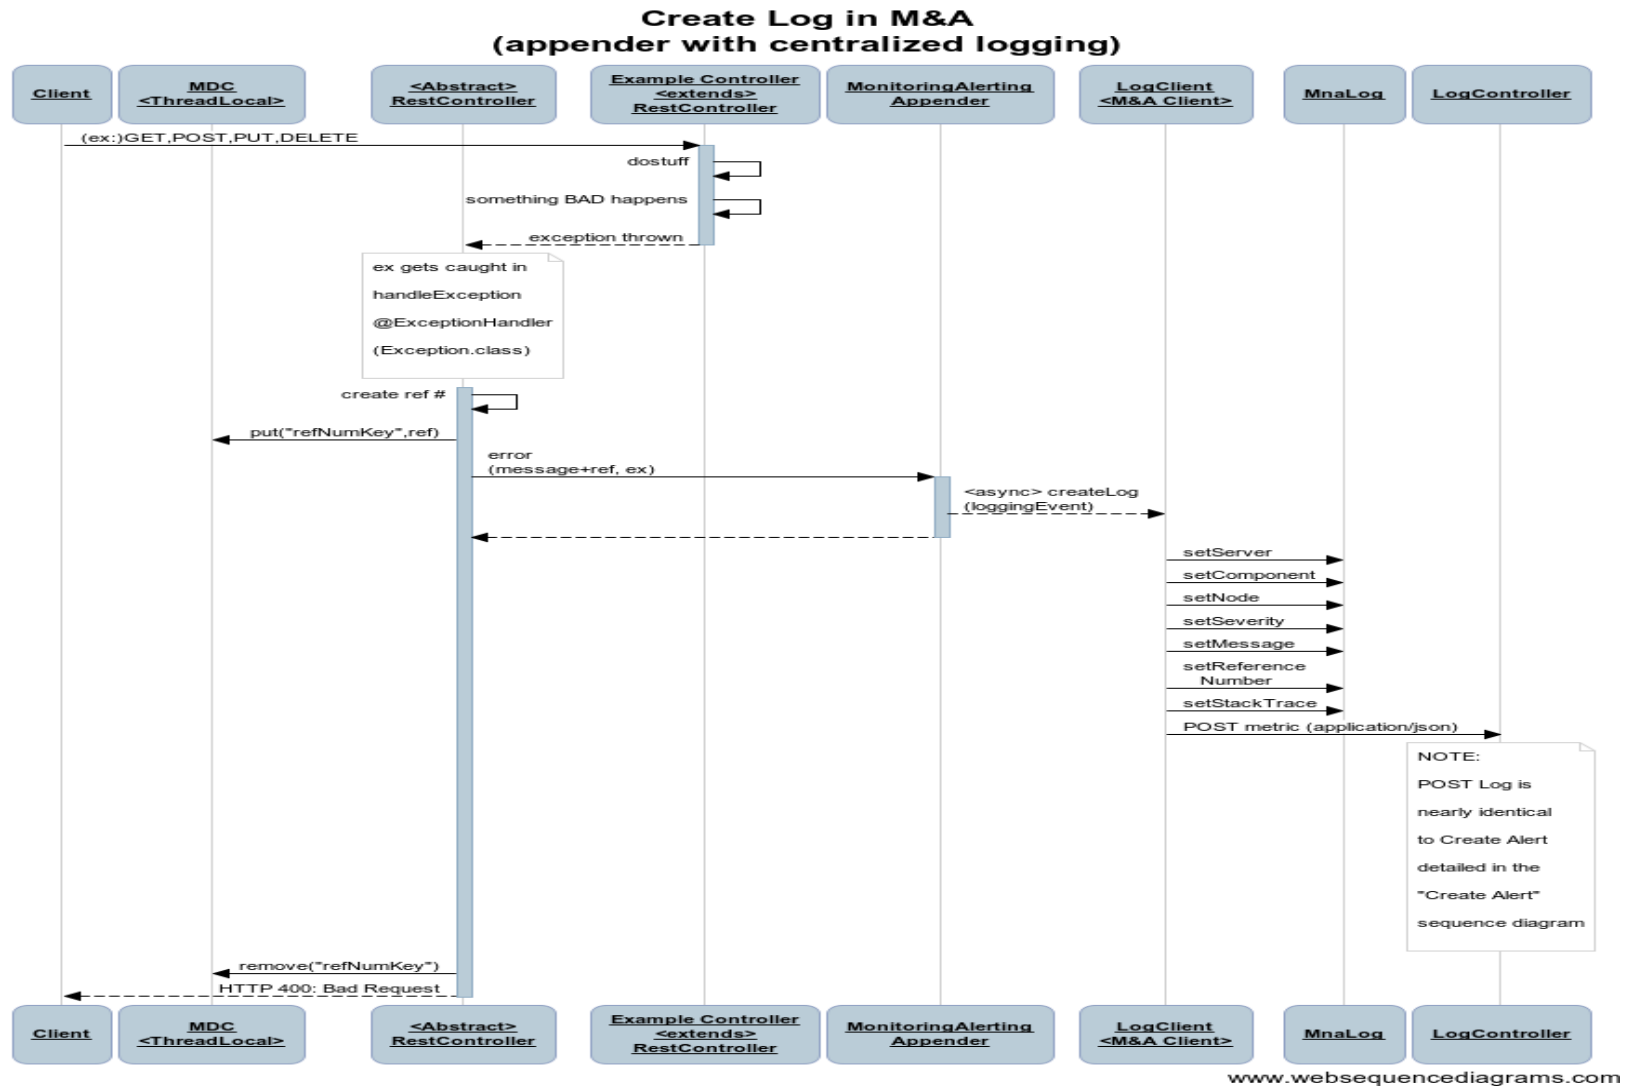 Create Log in M&A
(appender with centralized logging)
Client
MDC
<ThreadLocal>
<Abstract>
RestController
Example Controller
<extends>
RestController
MonitoringAlerting
Appender
LogClient
<M&A Client>
MnaLog
LogController
(ex:)GET,POST,PUT,DELETE
dostuff
something BAD happens
exception thrown
ex gets caught in
handleException
@ExceptionHandler
(Exception.class)
create ref #
put("refNumKey",ref)
error
(message+ref, ex)
<async> createLog
(loggingEvent)
setServer
setComponent
setNode
setSeverity
setMessage
setReference
Number
setStackTrace
POST metric (application/json)
NOTE:
POST Log is
nearly identical
to Create Alert
detailed in the
"Create Alert"
sequence diagram
remove("refNumKey")
HTTP 400: Bad Request
Client
MDC
<ThreadLocal>
<Abstract>
RestController
Example Controller
<extends>
RestController
MonitoringAlerting
Appender
LogClient
<M&A Client>
MnaLog
LogController
www.websequencediagrams.com